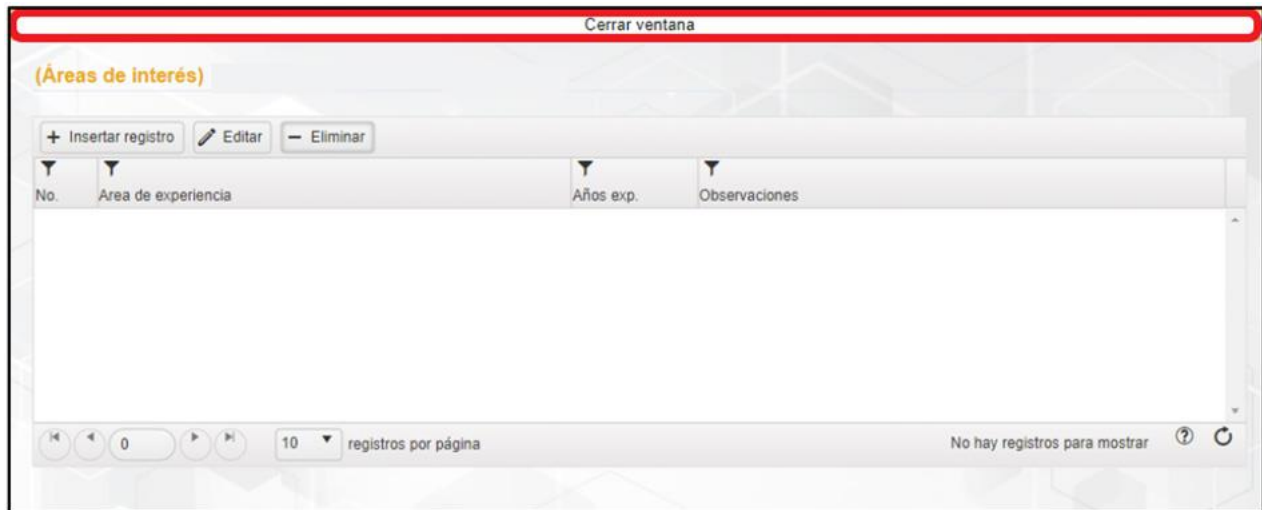 Cerrar ventana
(Áreas de interés)
+ Insertar registro Editar − Eliminar
No. Area de experiencia Años exp. Observaciones
0 10 registros por página No hay registros para mostrar ?